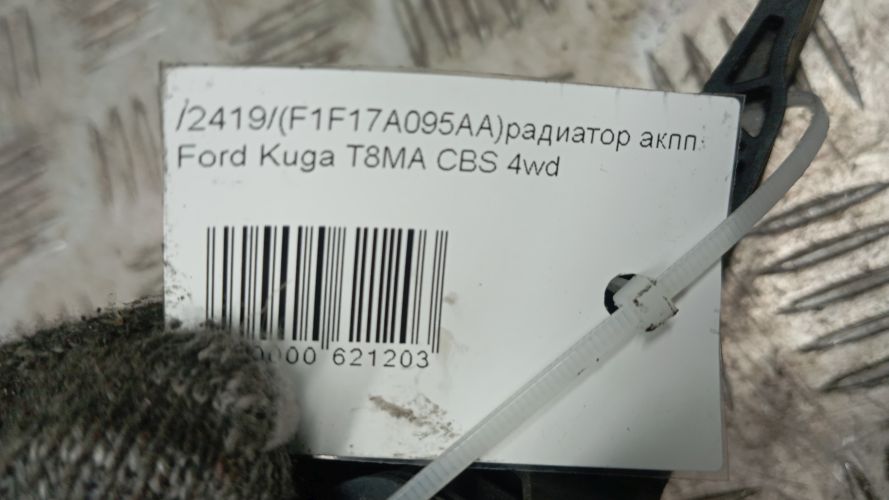 /2419/(F1F17A095AA)радиатор акпп
Ford Kuga T8MA CBS 4wd
0000 621203